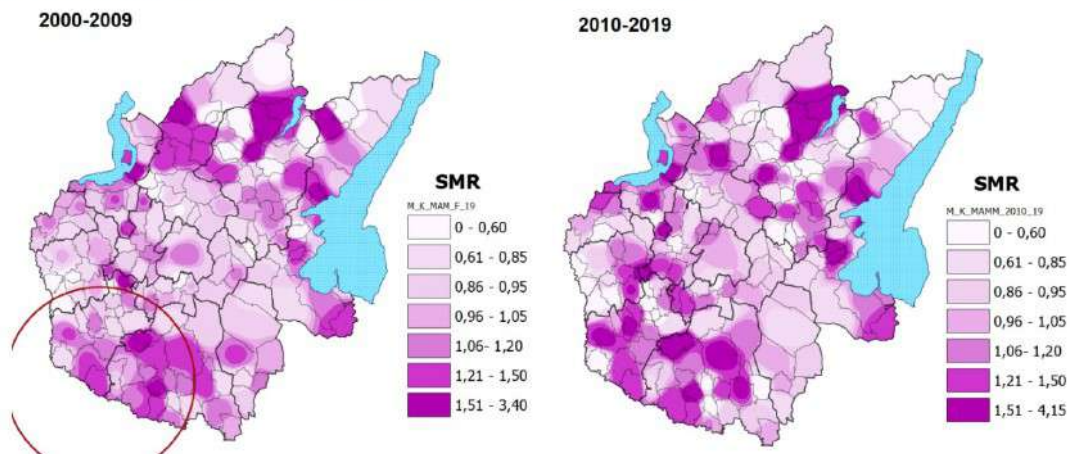 2000-2009
SMR
M_K_MAM_F_19
0 - 0,60
0,61 - 0,85
0,86 - 0,95
0,96 - 1,05
1,06- 1,20
1,21 - 1,50
1,51 - 3,40
2010-2019
SMR
M_K_MAMM_2010_19
0 - 0,60
0,61 - 0,85
0,86 - 0,95
0,96 - 1,05
1,06- 1,20
1,21 - 1,50
1,51 - 4,15